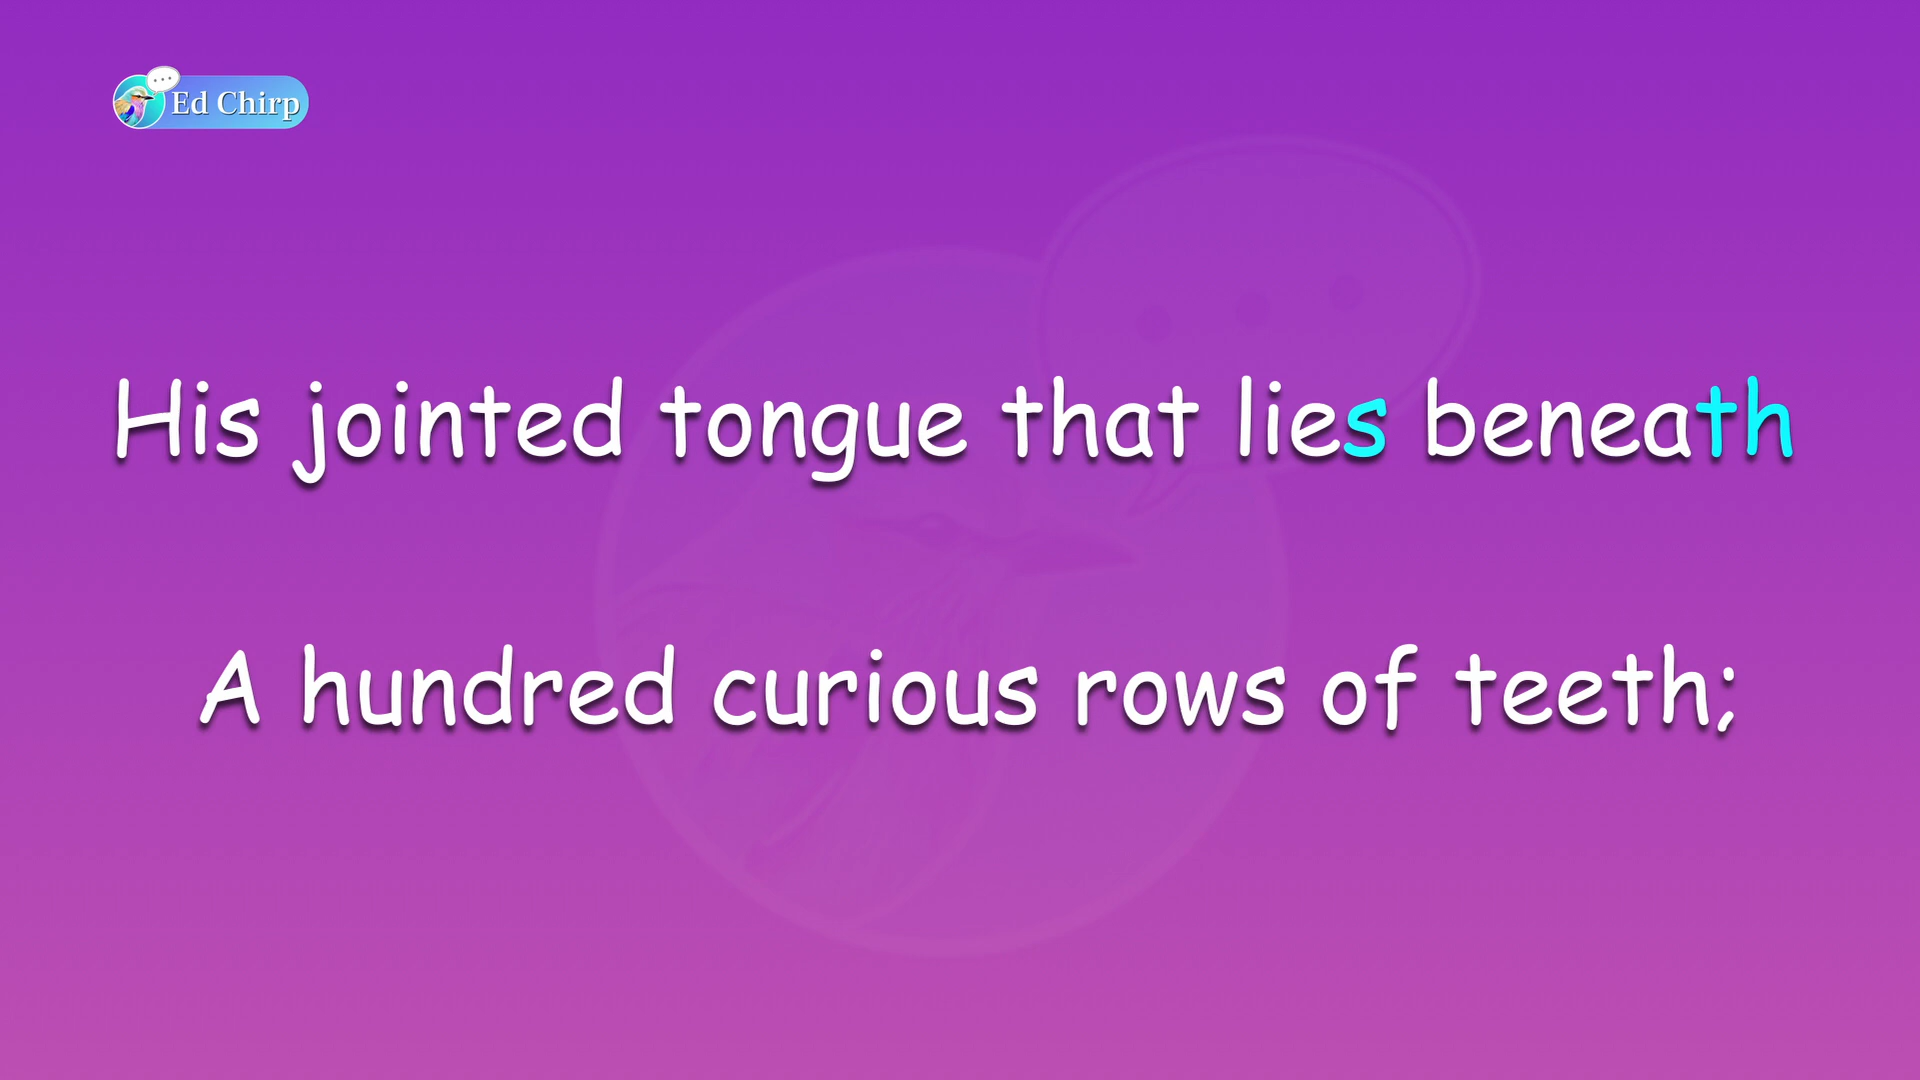 Ed Chirp
His jointed tongue that lies beneath
A hundred curious rows of teeth;